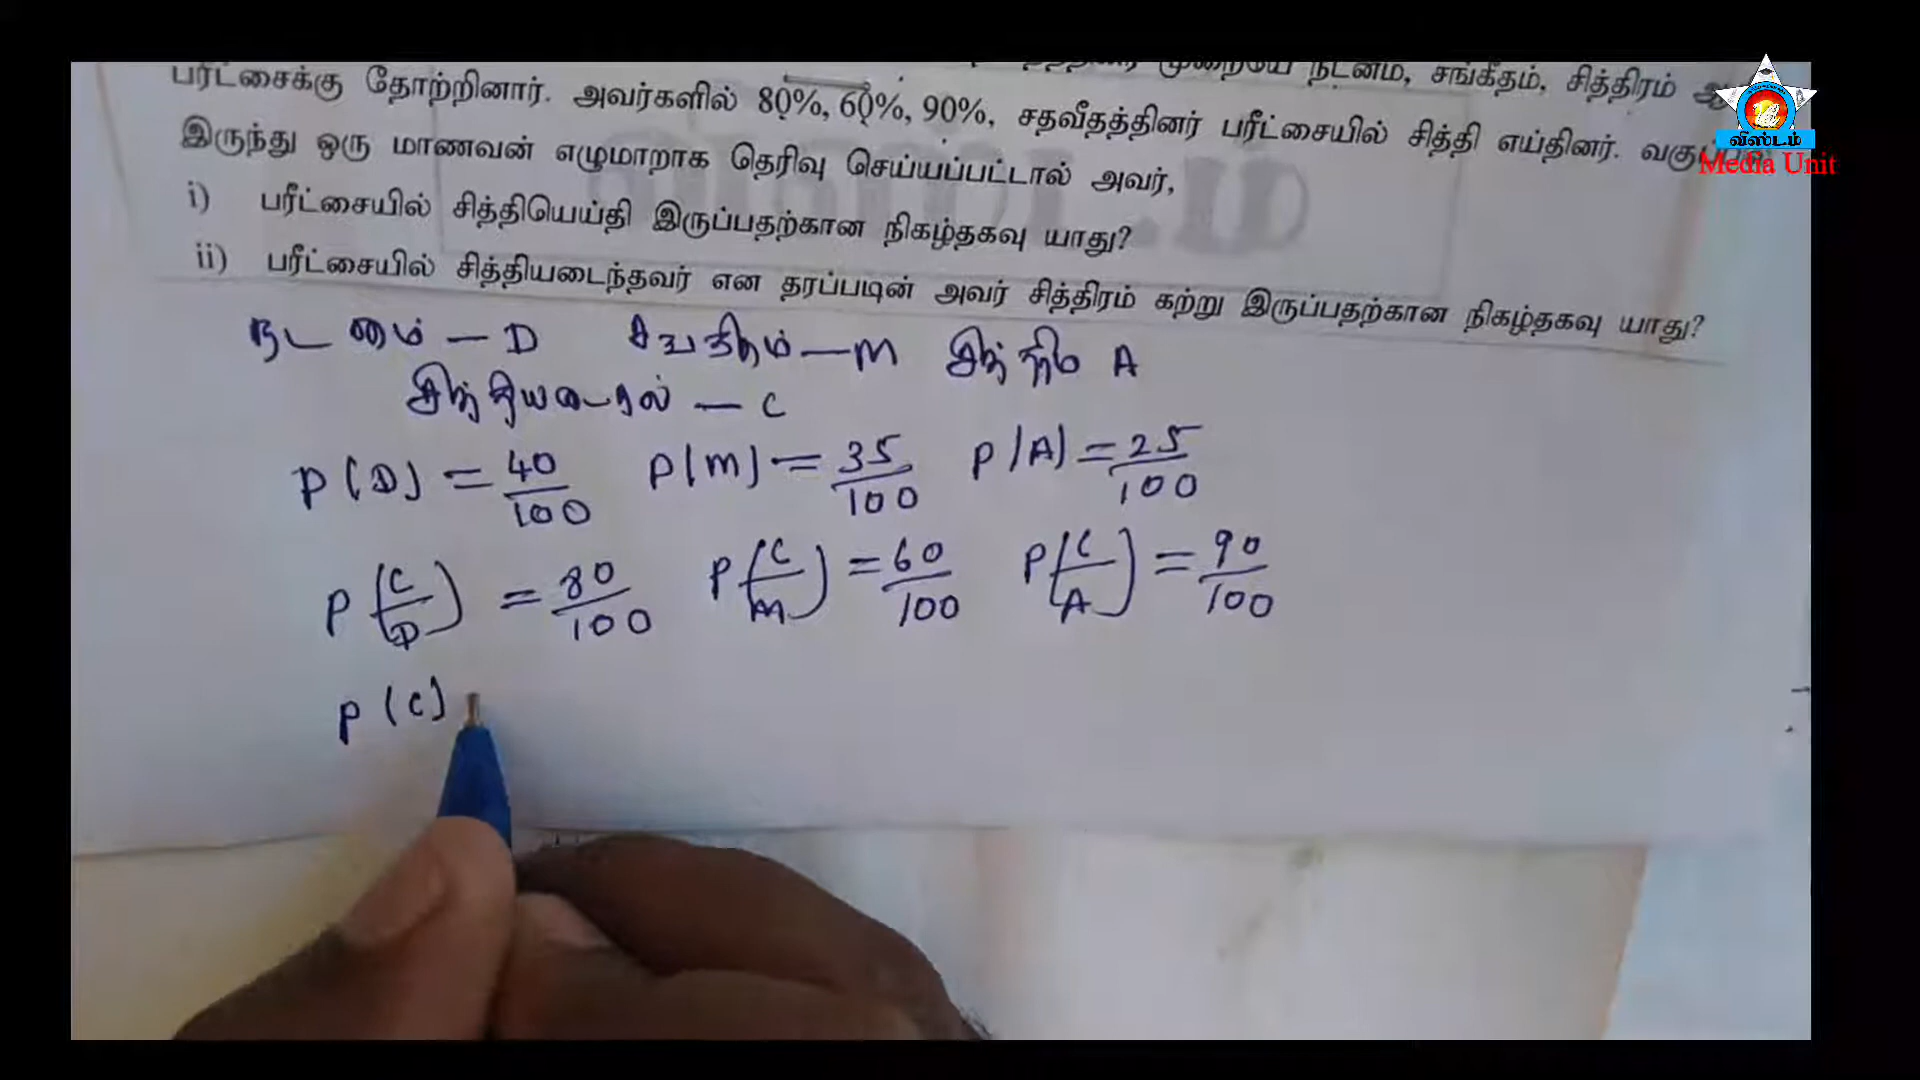 முறையே நடனம், சங்கீதம், சித்திரம்
பரீட்சைக்கு தோற்றினார். அவர்களில் 80%, 60%, 90%, சதவீதத்தினர் பரீட்சையில் சித்தி எய்தினர்.
இருந்து ஒரு மாணவன் எழுமாறாக தெரிவு செய்யப்பட்டால் அவர்,
i) பரீட்சையில் சித்தியெய்தி இருப்பதற்கான நிகழ்தகவு யாது?
ii) பரீட்சையில் சித்தியடைந்தவர் என தரப்படின் அவர் சித்திரம் கற்று இருப்பதற்கான நிகழ்தகவு யாது?
– D – M A
– C
P(D) = 40/100 P(M) = 35/100 P(A) = 25/100
P(C/D) = 80/100 P(C/M) = 60/100 P(C/A) = 90/100
P(C)
விஸ்டம்
Media Unit